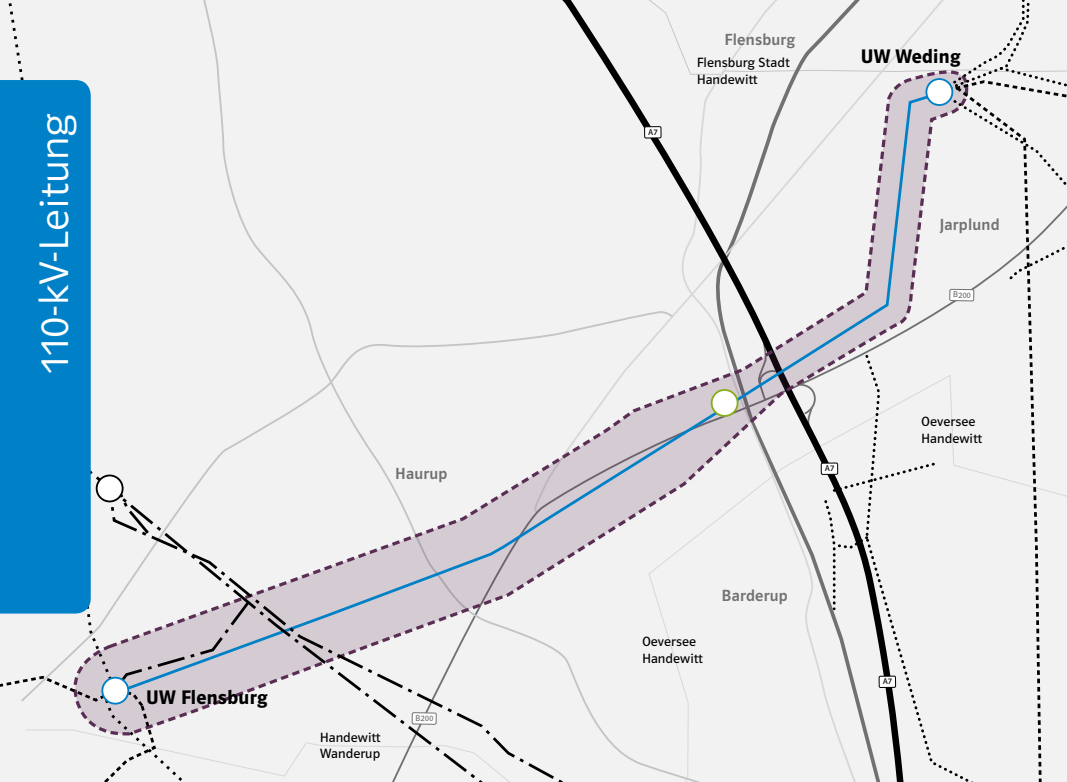 110-kV-Leitung
Flensburg
Flensburg Stadt
Handewitt
UW Weding
A7
Jarplund
B200
Oeversee
Handewitt
A7
Haurup
Barderup
Oeversee
Handewitt
A7
UW Flensburg
B200
Handewitt
Wanderup